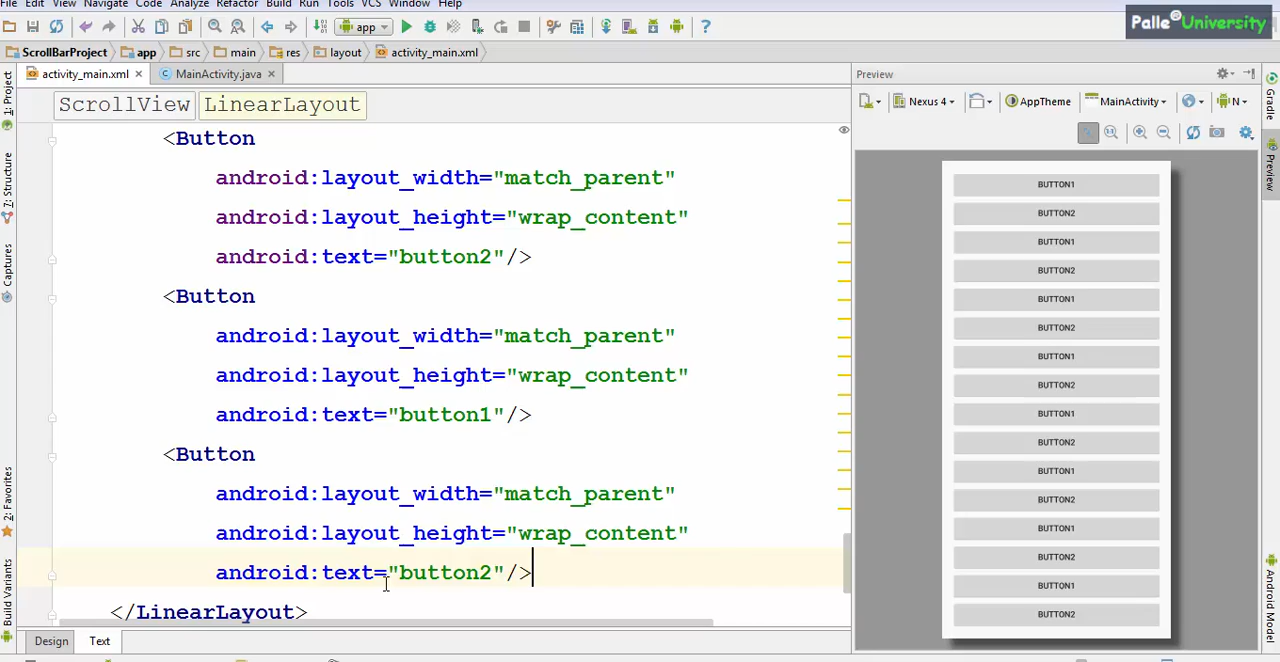 File Edit View Navigate Code Analyze Refactor Build Run Tools VCS Window Help
app
Palle University
ScrollBarProject app src main res layout activity_main.xml
activity_main.xml MainActivity.java
Preview
ScrollView LinearLayout
Nexus 4 AppTheme MainActivity N
<Button
android:layout_width="match_parent"
android:layout_height="wrap_content"
android:text="button2"/>
<Button
android:layout_width="match_parent"
android:layout_height="wrap_content"
android:text="button1"/>
<Button
android:layout_width="match_parent"
android:layout_height="wrap_content"
android:text="button2"/>
</LinearLayout>
BUTTON1
BUTTON2
BUTTON1
BUTTON2
BUTTON1
BUTTON2
BUTTON1
BUTTON2
BUTTON1
BUTTON2
BUTTON1
BUTTON2
BUTTON1
BUTTON2
BUTTON1
BUTTON2
Design Text
1: Project
7: Structure
Captures
2: Favorites
Build Variants
Gradle
Preview
Android Model